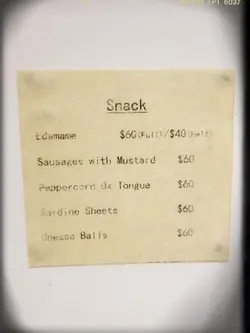 Snack
Edamame $60(Full)/$40(Half)
Sausages with Mustard $60
Peppercorn Ox Tongue $60
Sardine Sheets $60
Cheese Balls $60